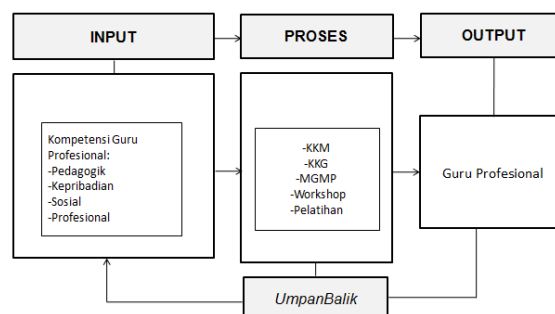 INPUT
PROSES
OUTPUT
Kompetensi Guru
Profesional:
-Pedagogik
-Kepribadian
-Sosial
-Profesional
-KKM
-KKG
-MGMP
-Workshop
-Pelatihan
Guru Profesional
UmpanBalik